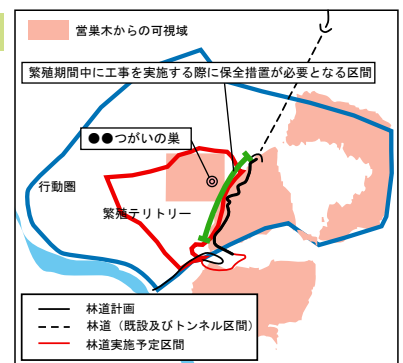 営巣木からの可視域
繁殖期間中に工事を実施する際に保全措置が必要となる区間
●●つがいの巣
行動圏
繁殖テリトリー
林道計画
林道（既設及びトンネル区間）
林道実施予定区間